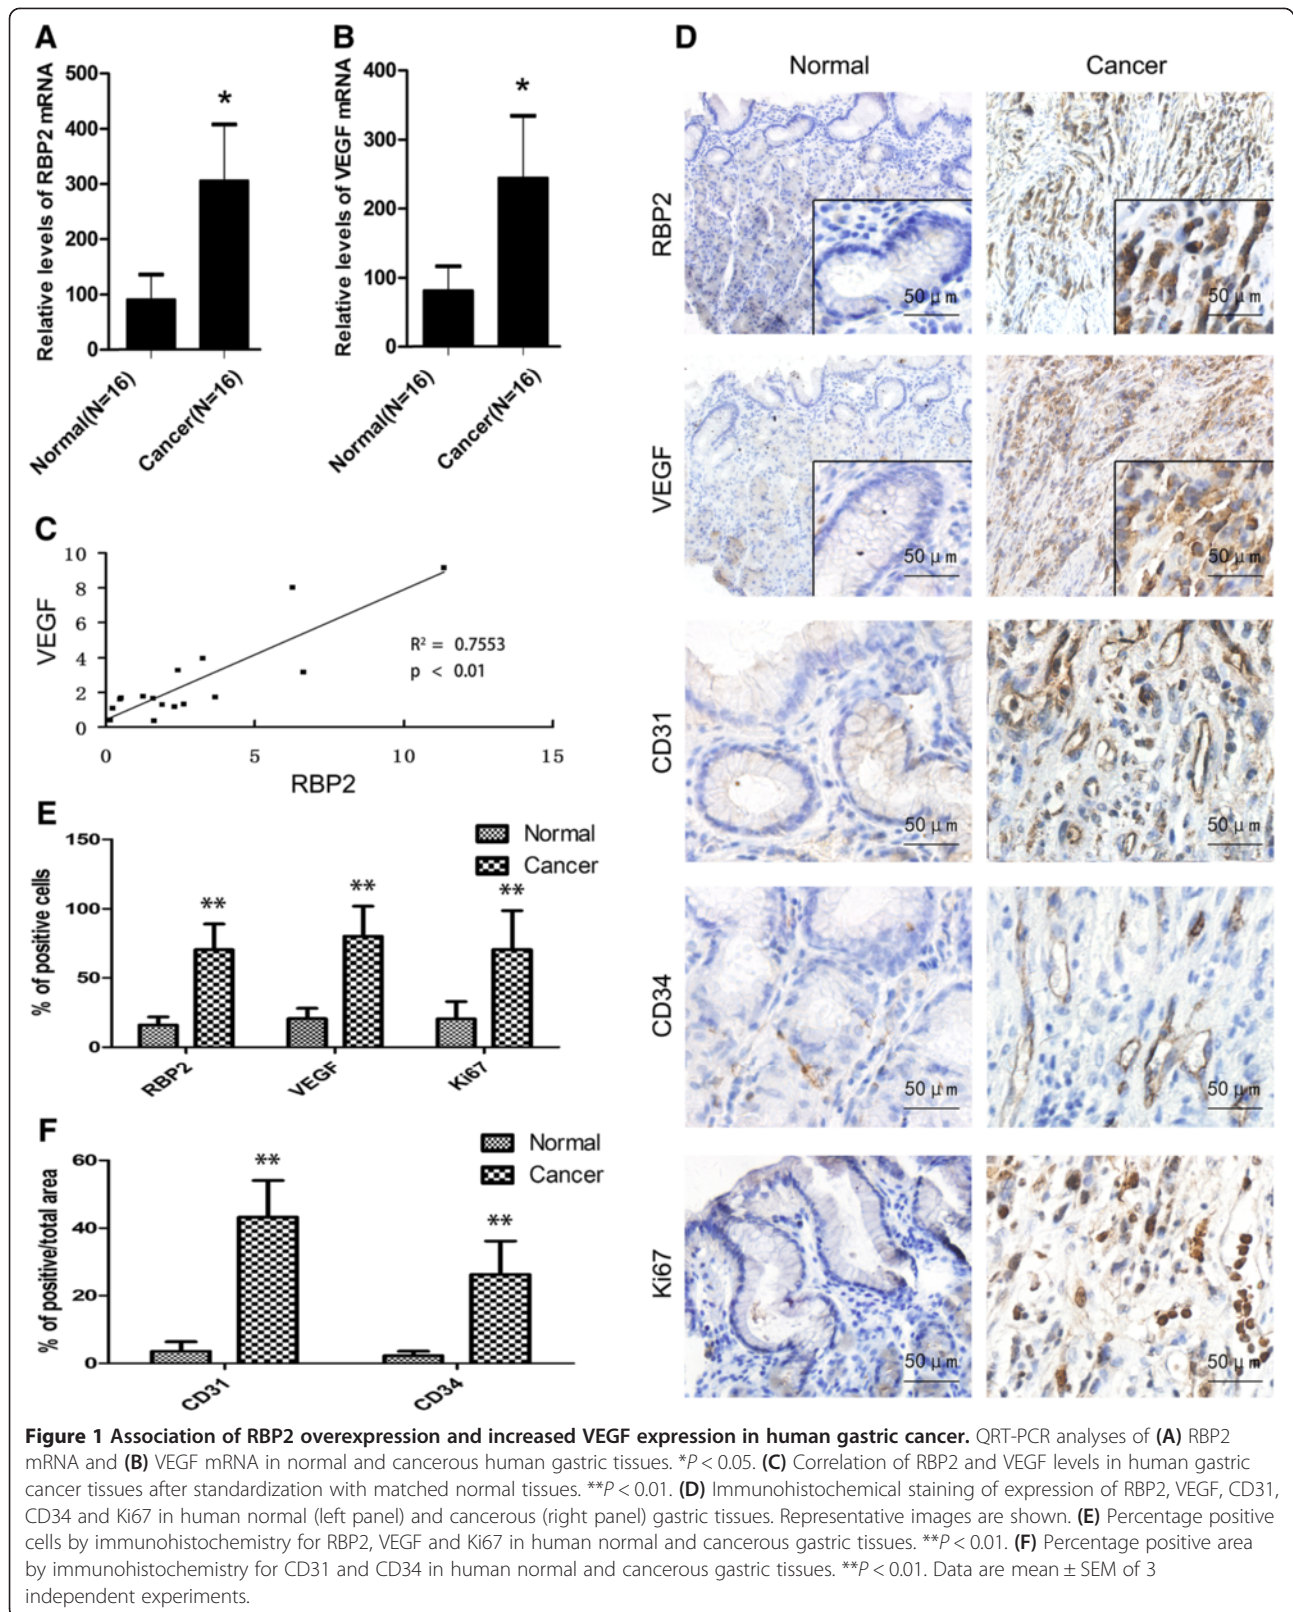 A
Relative levels of RBP2 mRNA
500
400
300
200
100
0
*
Normal(N=16)
Cancer(N=16)
B
Relative levels of VEGF mRNA
400
300
200
100
0
*
Normal(N=16)
Cancer(N=16)
C
VEGF
10
8
6
4
2
0
R² = 0.7553
p < 0.01
0 5 10 15
RBP2
E
Normal
Cancer
% of positive cells
150
100
50
0
** ** **
RBP2 VEGF Ki67
F
Normal
Cancer
% of positive/total area
60
40
20
0
** **
CD31 CD34
D
Normal Cancer
RBP2
50 μm 50 μm
VEGF
50 μm 50 μm
CD31
50 μm 50 μm
CD34
50 μm 50 μm
Ki67
50 μm 50 μm
Figure 1 Association of RBP2 overexpression and increased VEGF expression in human gastric cancer. QRT-PCR analyses of (A) RBP2
mRNA and (B) VEGF mRNA in normal and cancerous human gastric tissues. *P < 0.05. (C) Correlation of RBP2 and VEGF levels in human gastric
cancer tissues after standardization with matched normal tissues. **P < 0.01. (D) Immunohistochemical staining of expression of RBP2, VEGF, CD31,
CD34 and Ki67 in human normal (left panel) and cancerous (right panel) gastric tissues. Representative images are shown. (E) Percentage positive
cells by immunohistochemistry for RBP2, VEGF and Ki67 in human normal and cancerous gastric tissues. **P < 0.01. (F) Percentage positive area
by immunohistochemistry for CD31 and CD34 in human normal and cancerous gastric tissues. **P < 0.01. Data are mean ± SEM of 3
independent experiments.